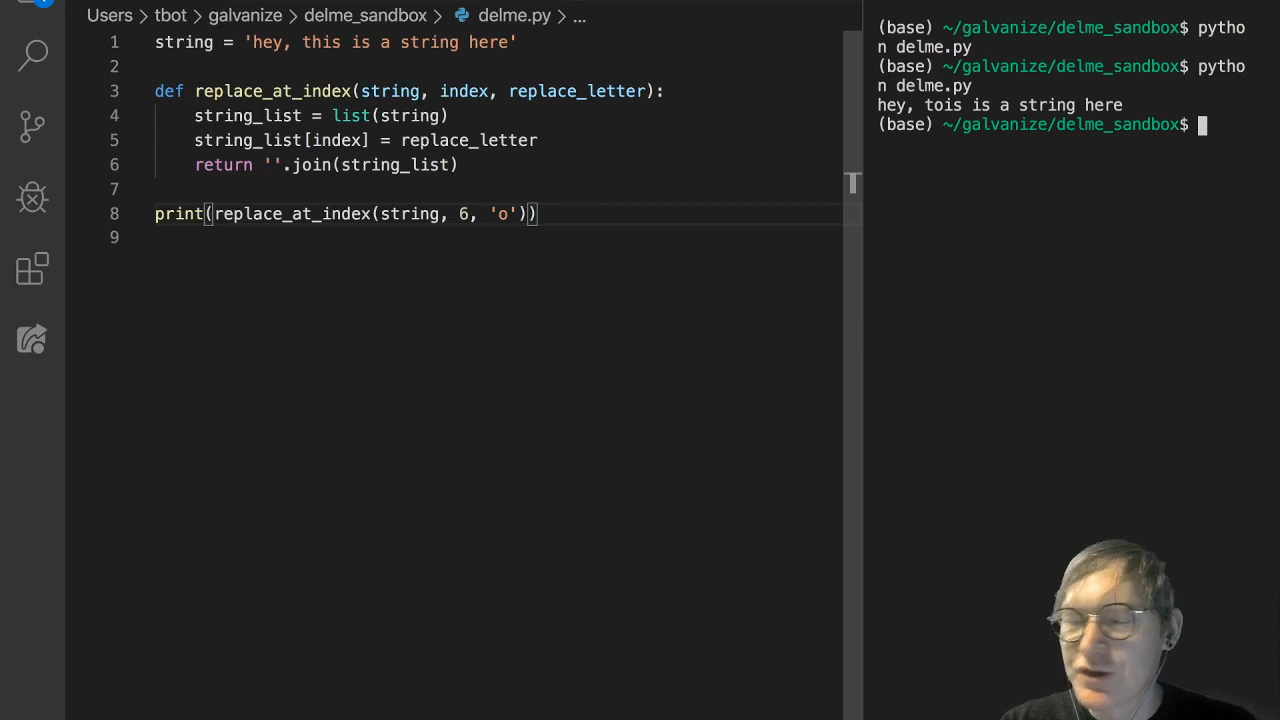 Users > tbot > galvanize > delme_sandbox > delme.py > ...
1 string = 'hey, this is a string here'
2
3 def replace_at_index(string, index, replace_letter):
4 string_list = list(string)
5 string_list[index] = replace_letter
6 return ''.join(string_list)
7
8 print(replace_at_index(string, 6, 'o'))
9
(base) ~/galvanize/delme_sandbox$ pytho
n delme.py
(base) ~/galvanize/delme_sandbox$ pytho
n delme.py
hey, tois is a string here
(base) ~/galvanize/delme_sandbox$